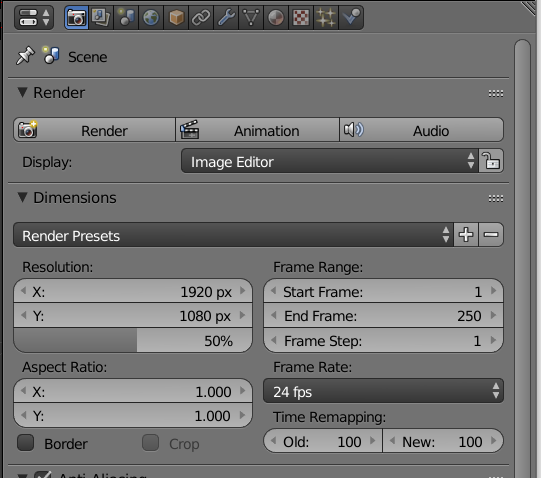 Scene
Render
Render Animation Audio
Display: Image Editor
Dimensions
Render Presets
Resolution: Frame Range:
X: 1920 px Start Frame: 1
Y: 1080 px End Frame: 250
50% Frame Step: 1
Aspect Ratio: Frame Rate:
X: 1.000 24 fps
Y: 1.000 Time Remapping:
Border Crop Old: 100 New: 100
Anti-Aliasing